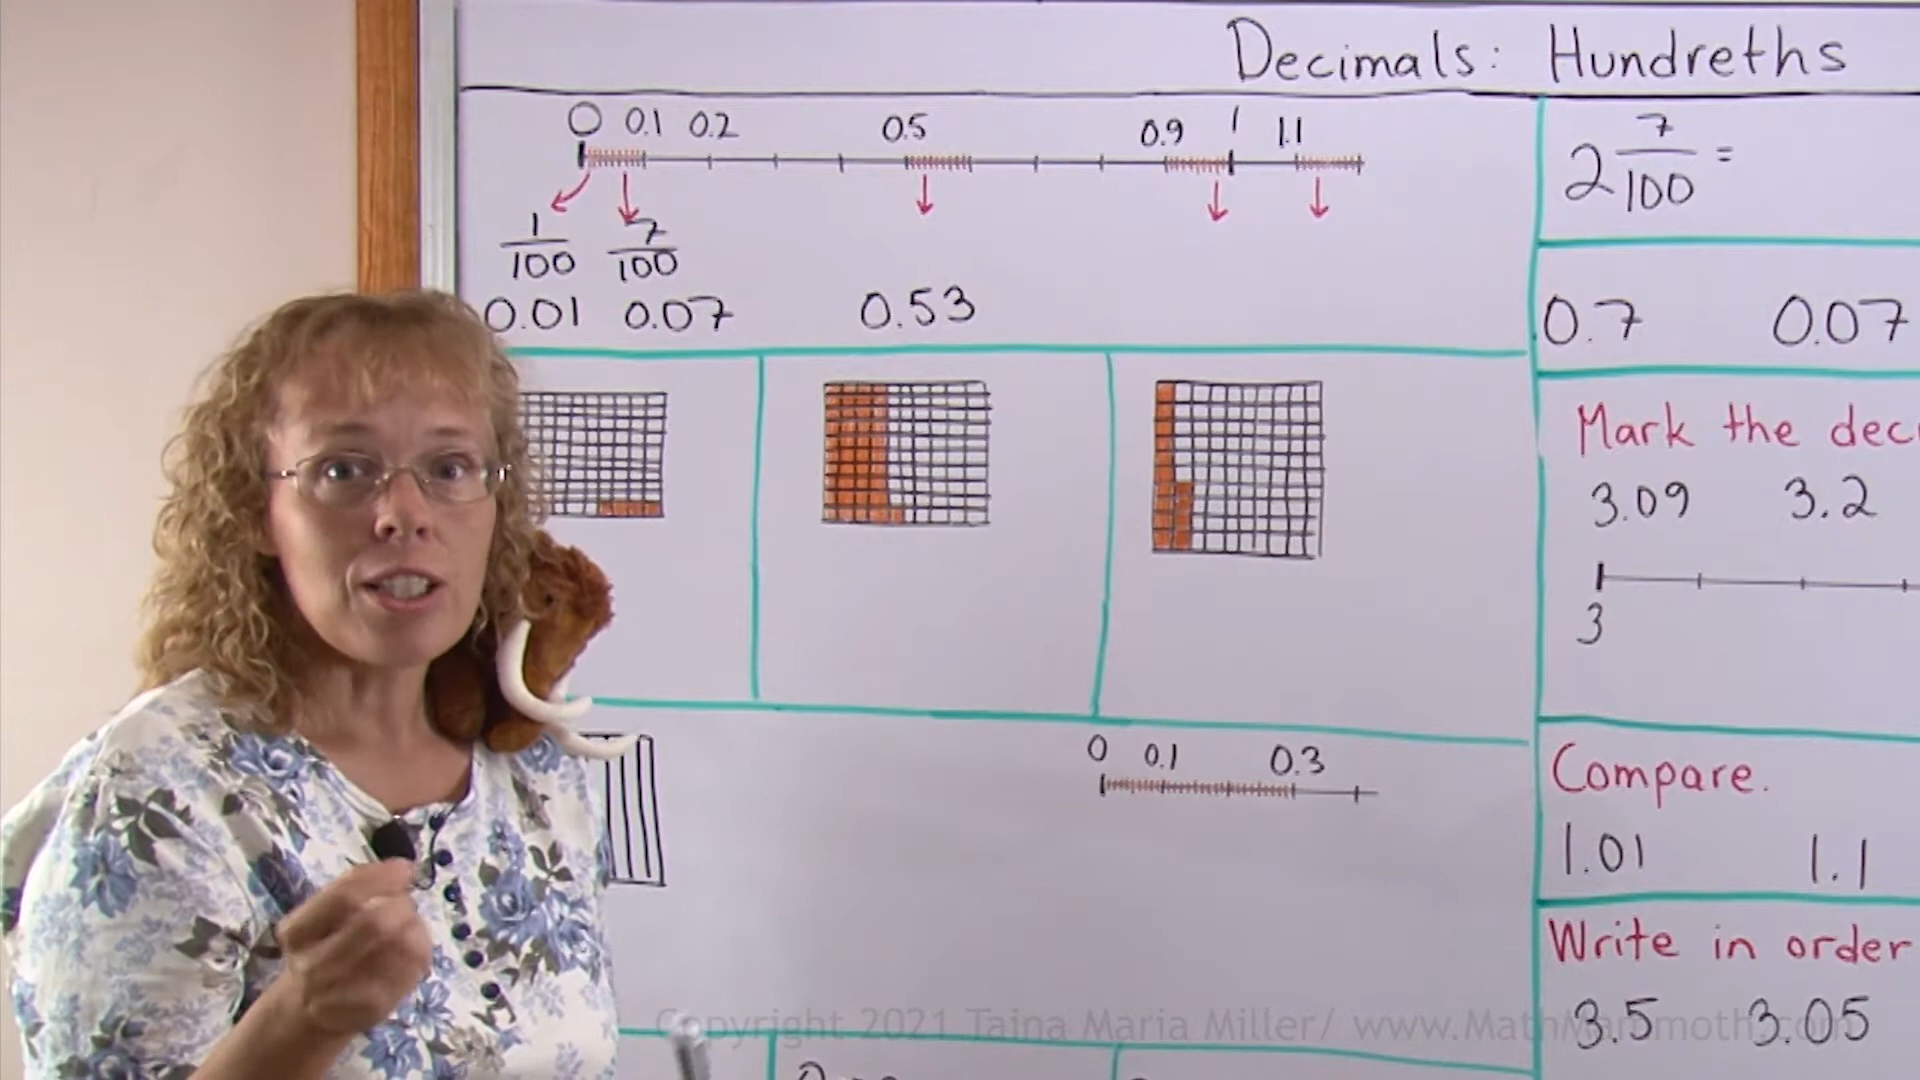 Decimals: Hundreths
0 0.1 0.2 0.5 0.9 1 1.1
1/100 7/100
0.01 0.07 0.53
2 7/100 =
0.7 0.07
Mark the
3.09 3.2
3
0 0.1 0.3
Compare.
1.01 1.1
Write in order
3.5 3.05
Copyright 2021 Taina Maria Miller/ www.MathMammoth.com